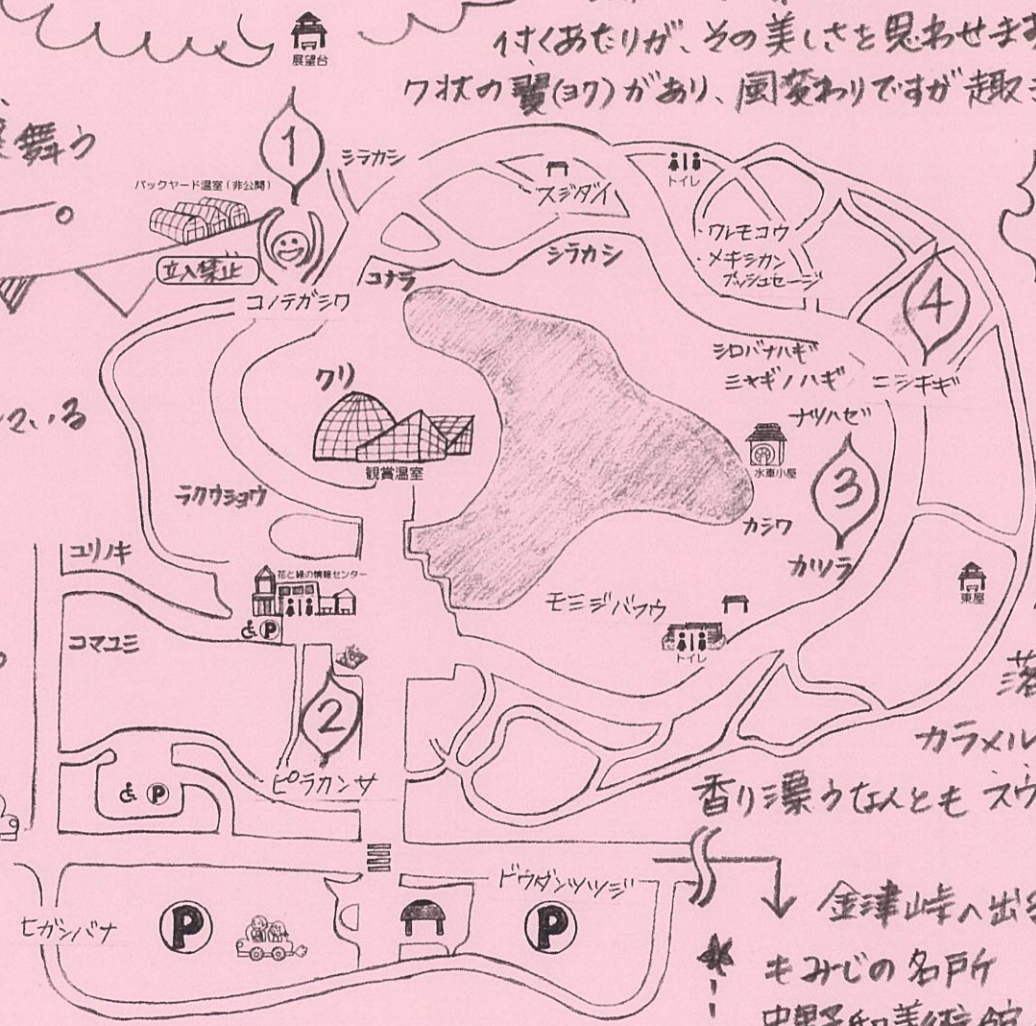 展望台
付くあたりが、その美しさを思わせ
ク状の翼(ヨク)があり、風変わりですが趣
舞う
1
シラカシ
バックヤード温室(非公開)
立入禁止
コノテガシワ
コナラ
スジダイ
シラカシ
トイレ
ワレモコウ
メキシカン
ブッシュセージ
4
シロバナハギ
ミヤギノハギ
ニシキギ
ナツハゼ
水車小屋
3
カシワ
カツラ
クリ
観賞温室
ラクウショウ
ユリノキ
花と緑の情報センター
P
コマユミ
モミジバフウ
トイレ
東屋
2
ピラカンサ
P
落
カラメル
香り漂うなんとも
ドウダンツツジ
ヒガンバナ
P
P
金津峠へ出
もみじの名所